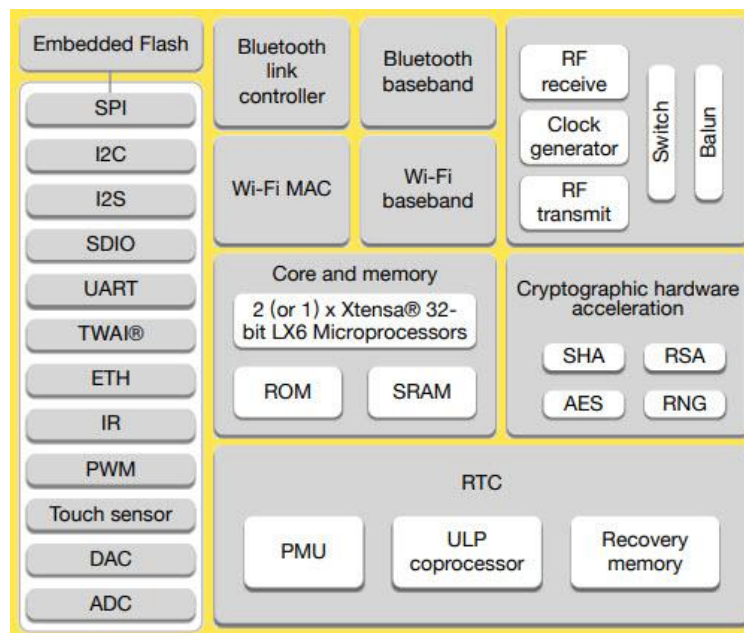 Embedded Flash
SPI
I2C
I2S
SDIO
UART
TWAI®
ETH
IR
PWM
Touch sensor
DAC
ADC
Bluetooth
link
controller
Bluetooth
baseband
Wi-Fi MAC
Wi-Fi
baseband
RF
receive
Clock
generator
RF
transmit
Switch
Balun
Core and memory
2 (or 1) x Xtensa® 32-
bit LX6 Microprocessors
ROM
SRAM
Cryptographic hardware
acceleration
SHA
RSA
AES
RNG
RTC
PMU
ULP
coprocessor
Recovery
memory